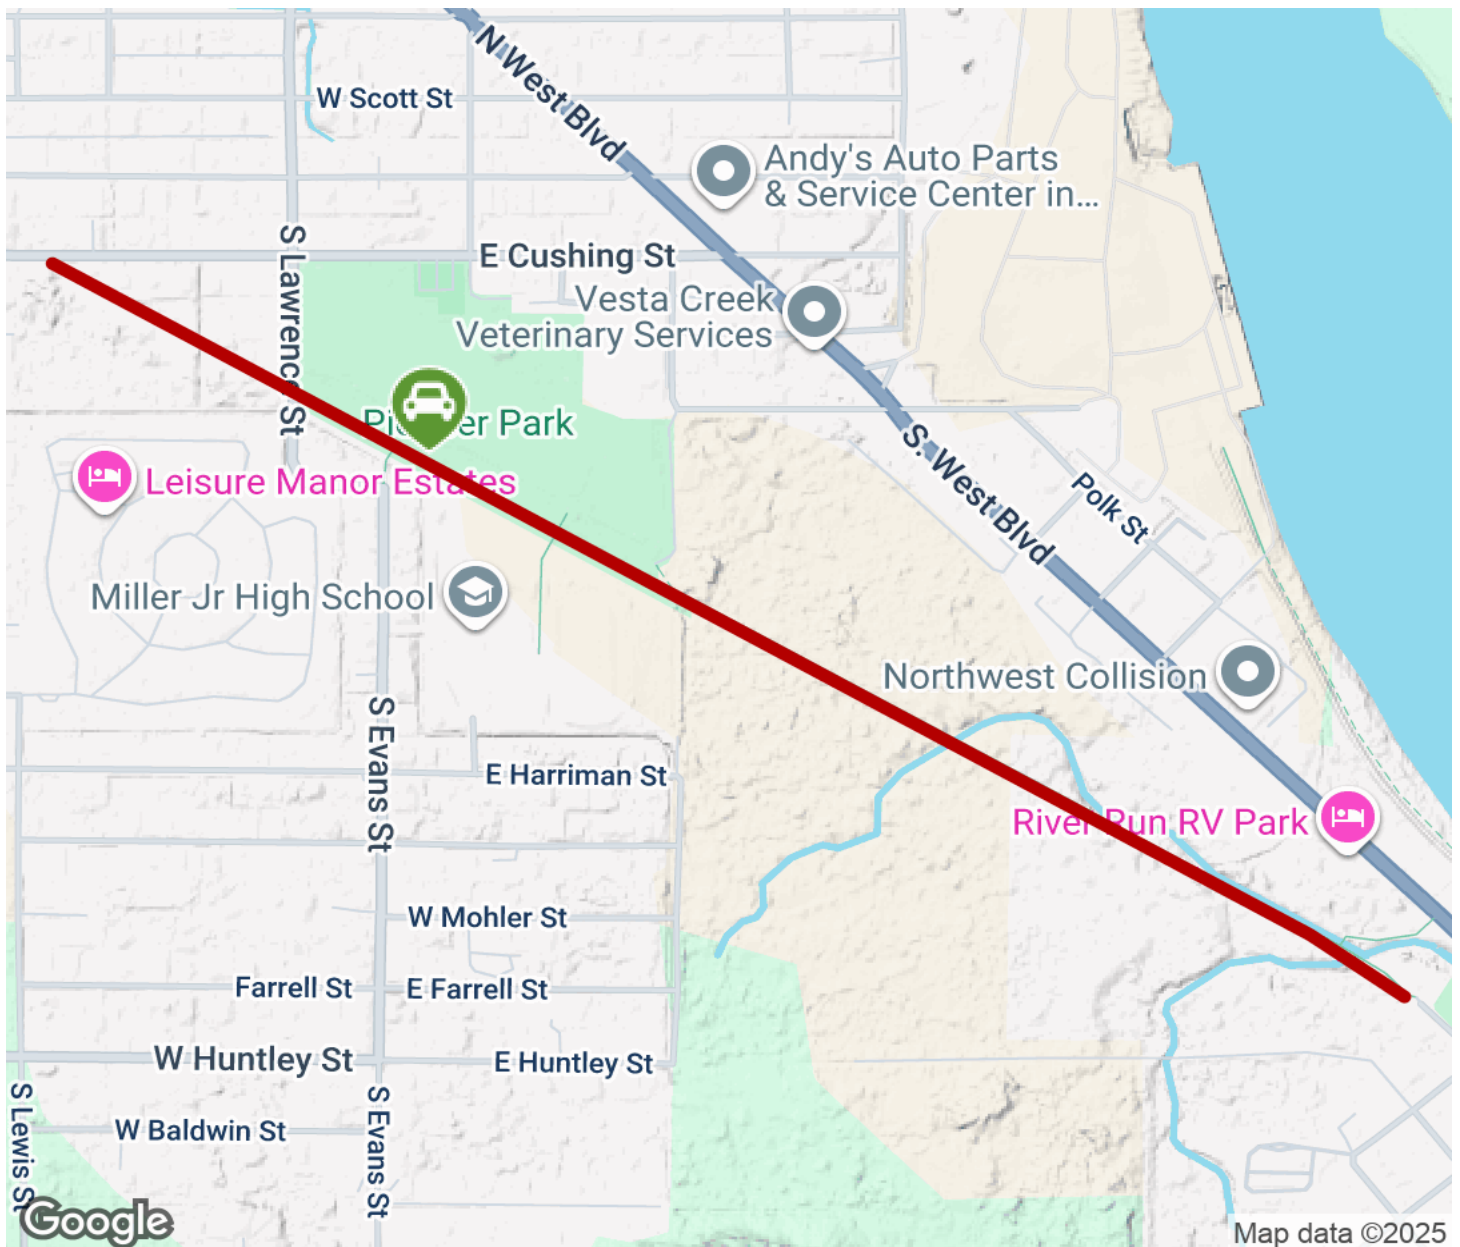 N West Blvd
W Scott St
Andy's Auto Parts
& Service Center in...
S Lawrence St
E Cushing St
Vesta Creek
Veterinary Services
Pioneer Park
S. West Blvd
Leisure Manor Estates
Polk St
Miller Jr High School
Northwest Collision
S Evans St
E Harriman St
River Run RV Park
W Mohler St
Farrell St
E Farrell St
W Huntley St
E Huntley St
S Lewis St
S Evans St
W Baldwin St
Google
Map data ©2025